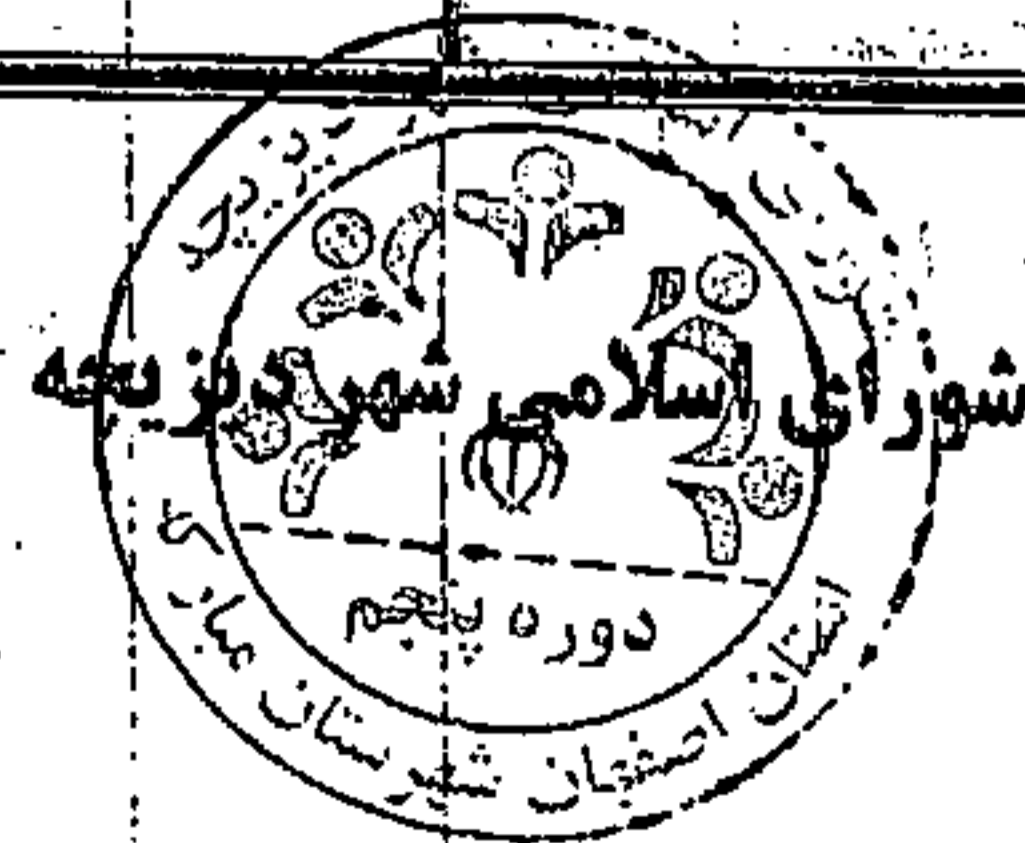 شورای اسلامی شهر دیزیچه
دوره پنجم
استان اصفهان شهرستان مبارکه